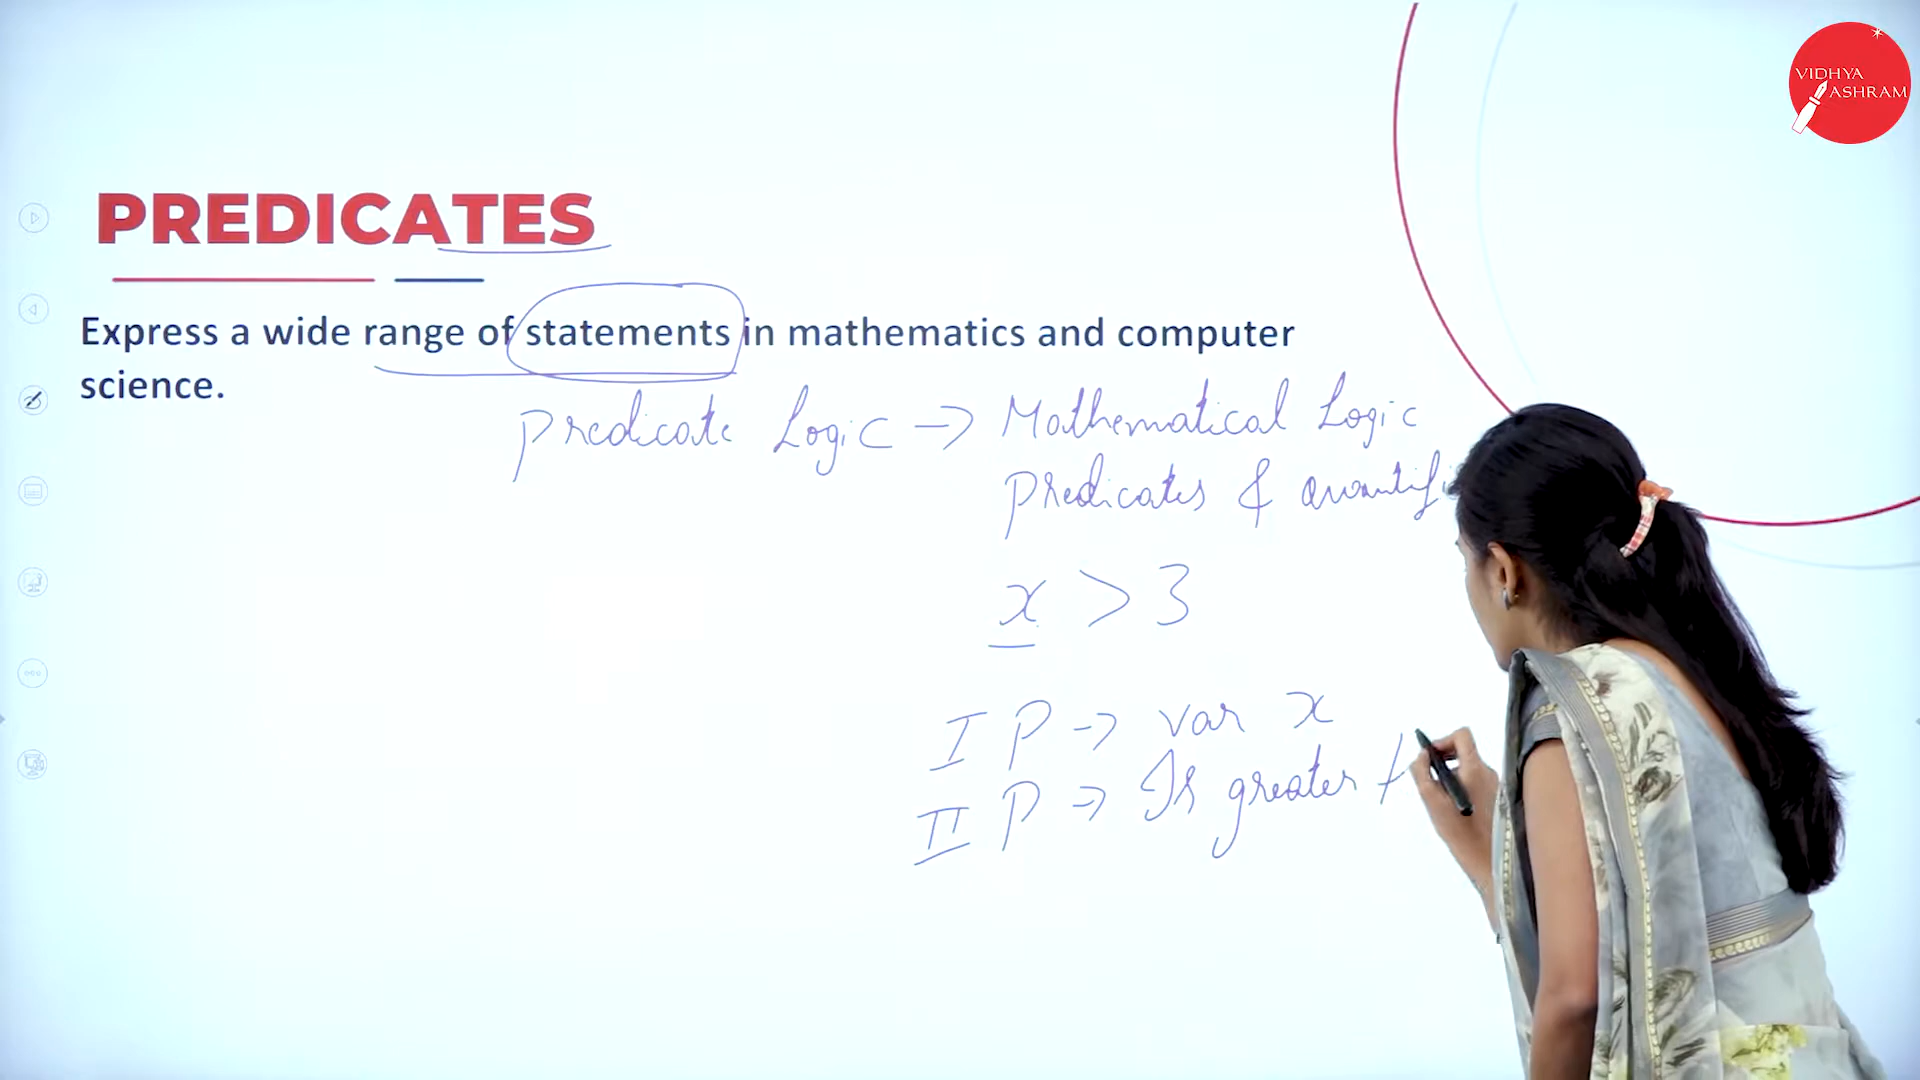 VIDHYA
ASHRAM
PREDICATES
Express a wide range of statements in mathematics and computer
science.
Predicate Logic → Mathematical Logic
Predicates & quantifi
x > 3
I P → var x
II P → Is greater t